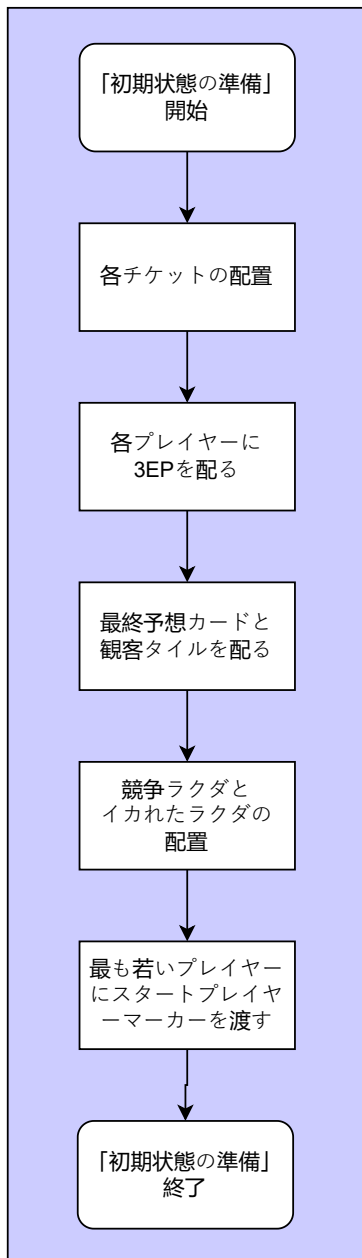 「初期状態の準備」
開始
各チケットの配置
各プレイヤーに
3EPを配る
最終予想カードと
観客タイルを配る
競争ラクダと
イカれたラクダの
配置
最も若いプレイヤー
にスタートプレイヤ
ーマーカーを渡す
「初期状態の準備」
終了